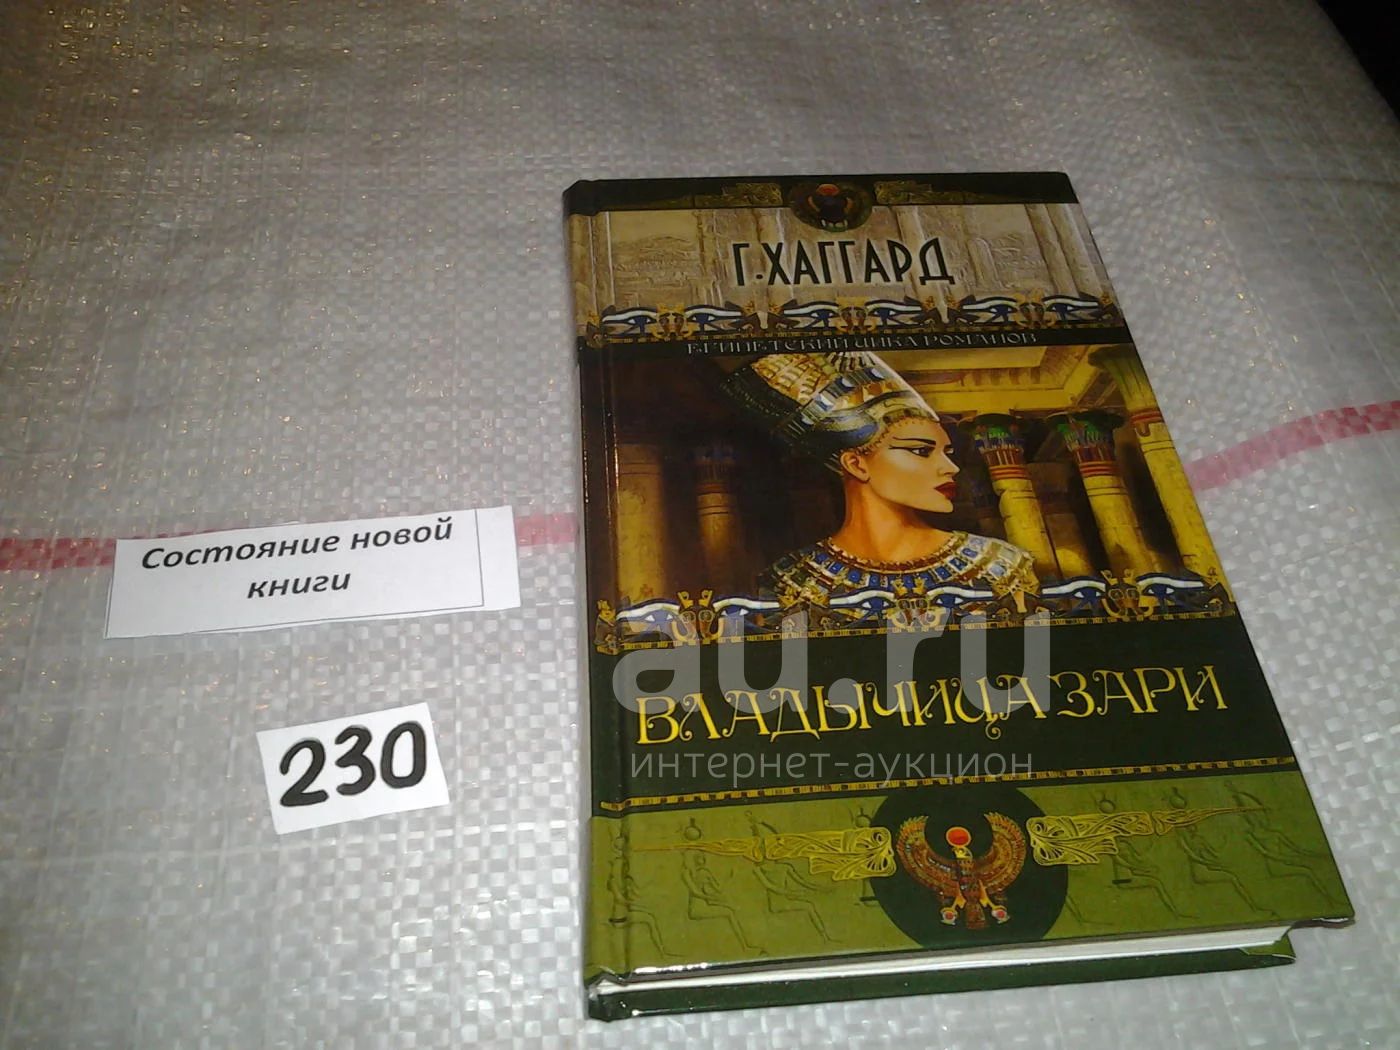 Г. ХАГГАРД
ЕГИПЕТСКИЙ ЦИКЛ РОМАНОВ
Состояние новой
книги
au.ru
ВЛАДЫЧИЦА ЗАРИ
интернет-аукцион
230